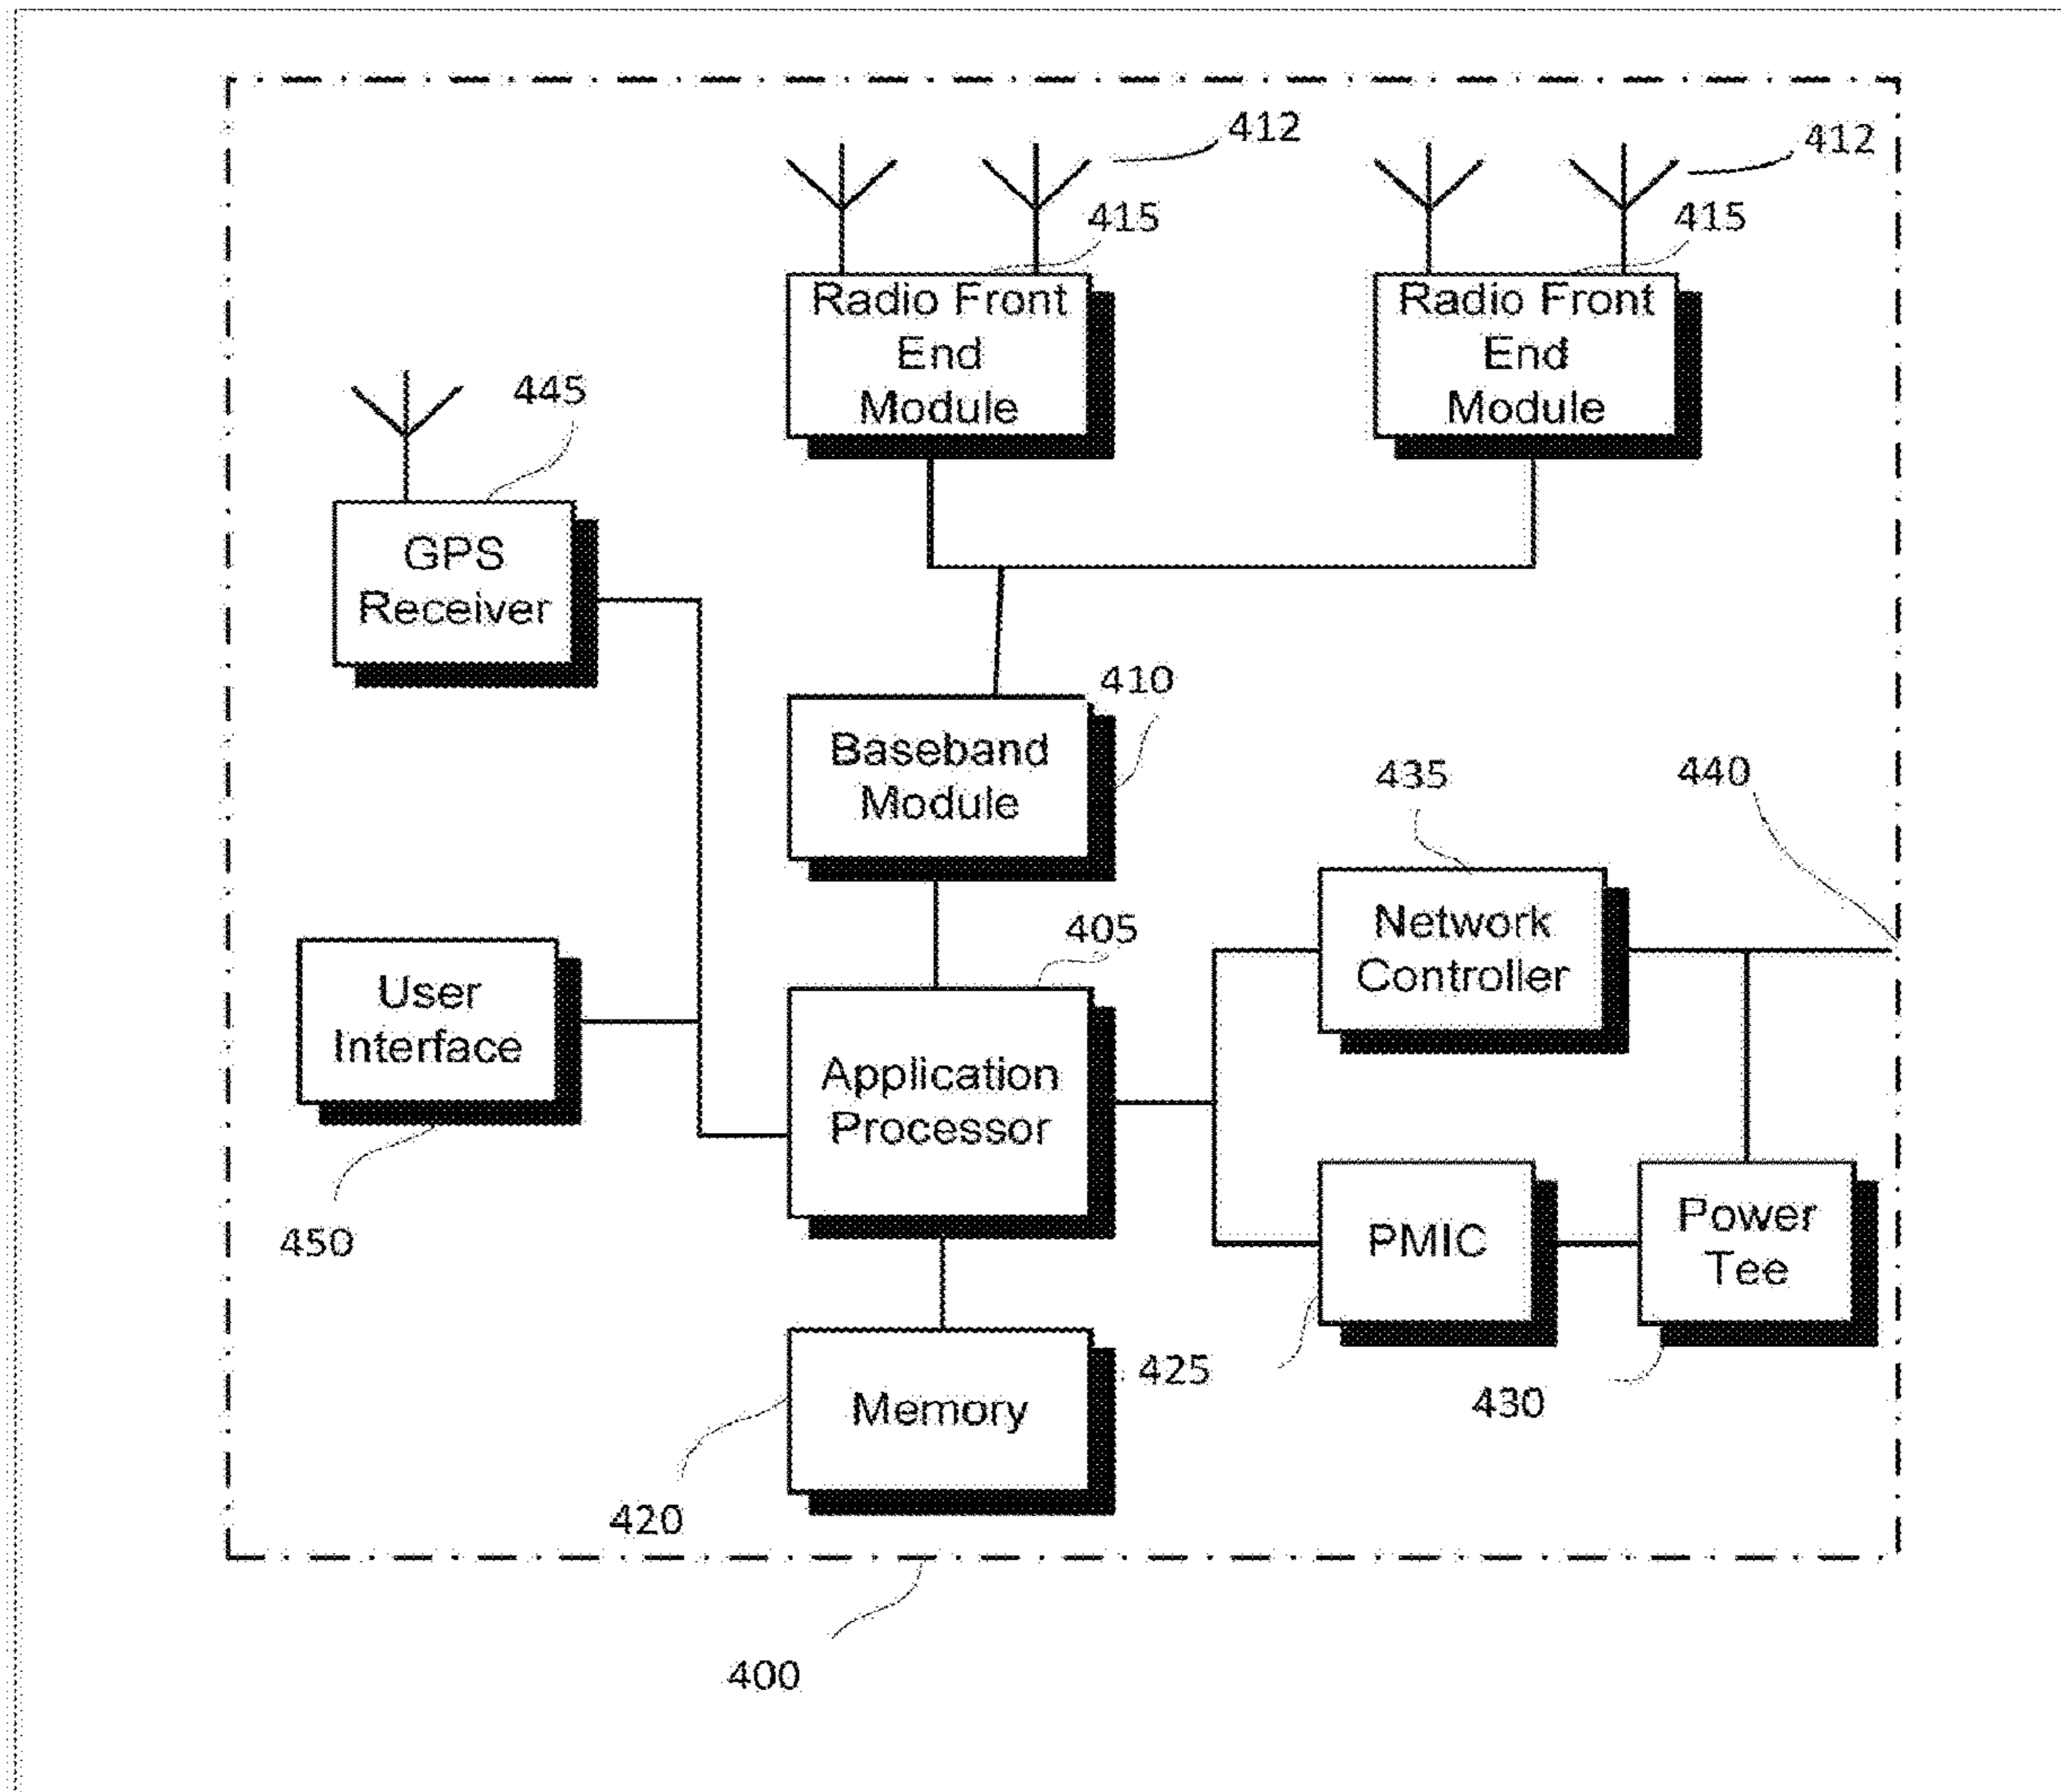 412
412
415
415
Radio Front
End
Module
Radio Front
End
Module
445
GPS
Receiver
410
Baseband
Module
435
440
Network
Controller
405
User
Interface
Application
Processor
450
PMIC
Power
Tee
425
430
Memory
420
400